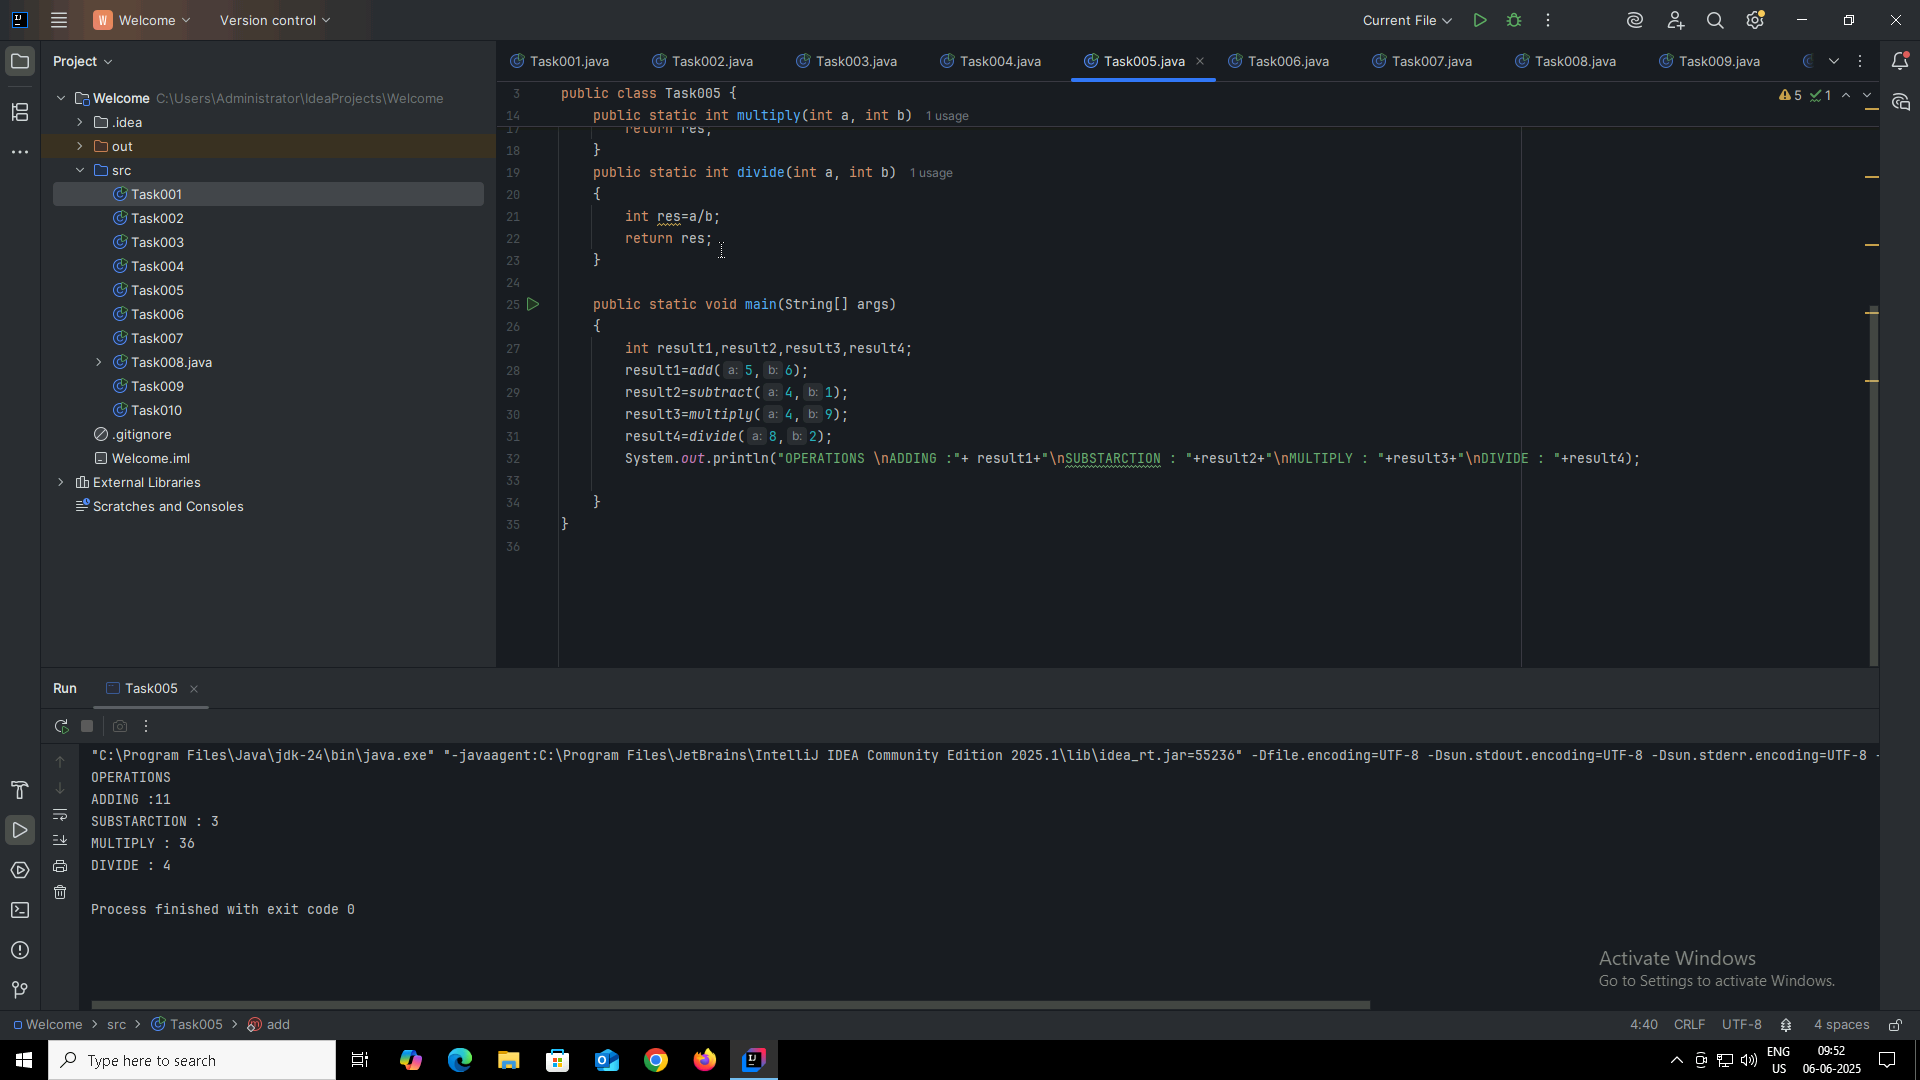 Welcome
Version control
Current File
Project
Task001.java
Task002.java
Task003.java
Task004.java
Task005.java
Task006.java
Task007.java
Task008.java
Task009.java
Welcome C:\Users\Administrator\IdeaProjects\Welcome
.idea
out
src
Task001
Task002
Task003
Task004
Task005
Task006
Task007
Task008.java
Task009
Task010
.gitignore
Welcome.iml
External Libraries
Scratches and Consoles
5 1
3 public class Task005 {
14 public static int multiply(int a, int b) 1 usage
17 return res;
18 }
19 public static int divide(int a, int b) 1 usage
20 {
21 int res=a/b;
22 return res;
23 }
24
25 public static void main(String[] args)
26 {
27 int result1,result2,result3,result4;
28 result1=add( a: 5, b: 6);
29 result2=subtract( a: 4, b: 1);
30 result3=multiply( a: 4, b: 9);
31 result4=divide( a: 8, b: 2);
32 System.out.println("OPERATIONS \nADDING :"+ result1+"\nSUBSTARCTION : "+result2+"\nMULTIPLY : "+result3+"\nDIVIDE : "+result4);
33
34 }
35 }
36
Run Task005
"C:\Program Files\Java\jdk-24\bin\java.exe" "-javaagent:C:\Program Files\JetBrains\IntelliJ IDEA Community Edition 2025.1\lib\idea_rt.jar=55236" -Dfile.encoding=UTF-8 -Dsun.stdout.encoding=UTF-8 -Dsun.stderr.encoding=UTF-8 -
OPERATIONS
ADDING :11
SUBSTARCTION : 3
MULTIPLY : 36
DIVIDE : 4
Process finished with exit code 0
Activate Windows
Go to Settings to activate Windows.
Welcome > src > Task005 > add
4:40 CRLF UTF-8 4 spaces
Type here to search
ENG
US
09:52
06-06-2025